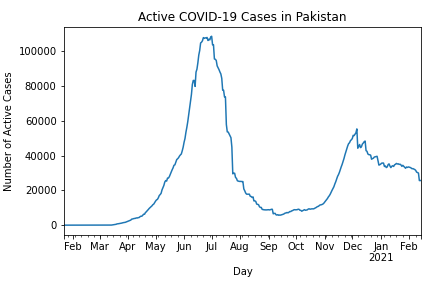 Active COVID-19 Cases in Pakistan
Number of Active Cases
100000
80000
60000
40000
20000
0
Feb Mar Apr May Jun Jul Aug Sep Oct Nov Dec Jan Feb
2021
Day